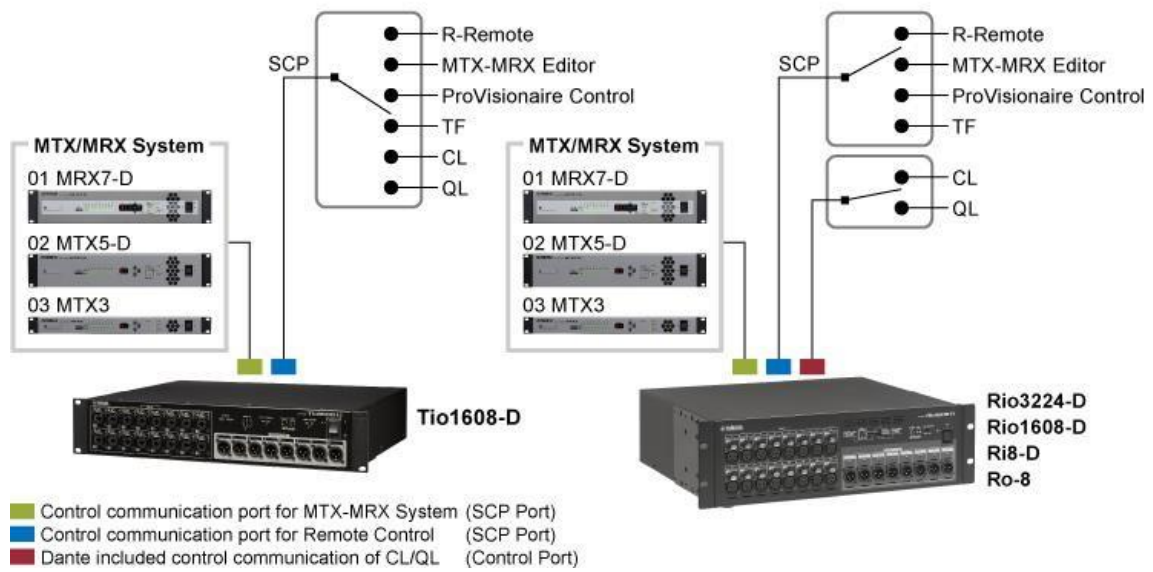 R-Remote
SCP
MTX-MRX Editor
ProVisionaire Control
TF
CL
QL
MTX/MRX System
01 MRX7-D
02 MTX5-D
03 MTX3
Tio1608-D
R-Remote
SCP
MTX-MRX Editor
ProVisionaire Control
TF
CL
QL
MTX/MRX System
01 MRX7-D
02 MTX5-D
03 MTX3
Rio3224-D
Rio1608-D
Ri8-D
Ro-8
Control communication port for MTX-MRX System (SCP Port)
Control communication port for Remote Control (SCP Port)
Dante included control communication of CL/QL (Control Port)